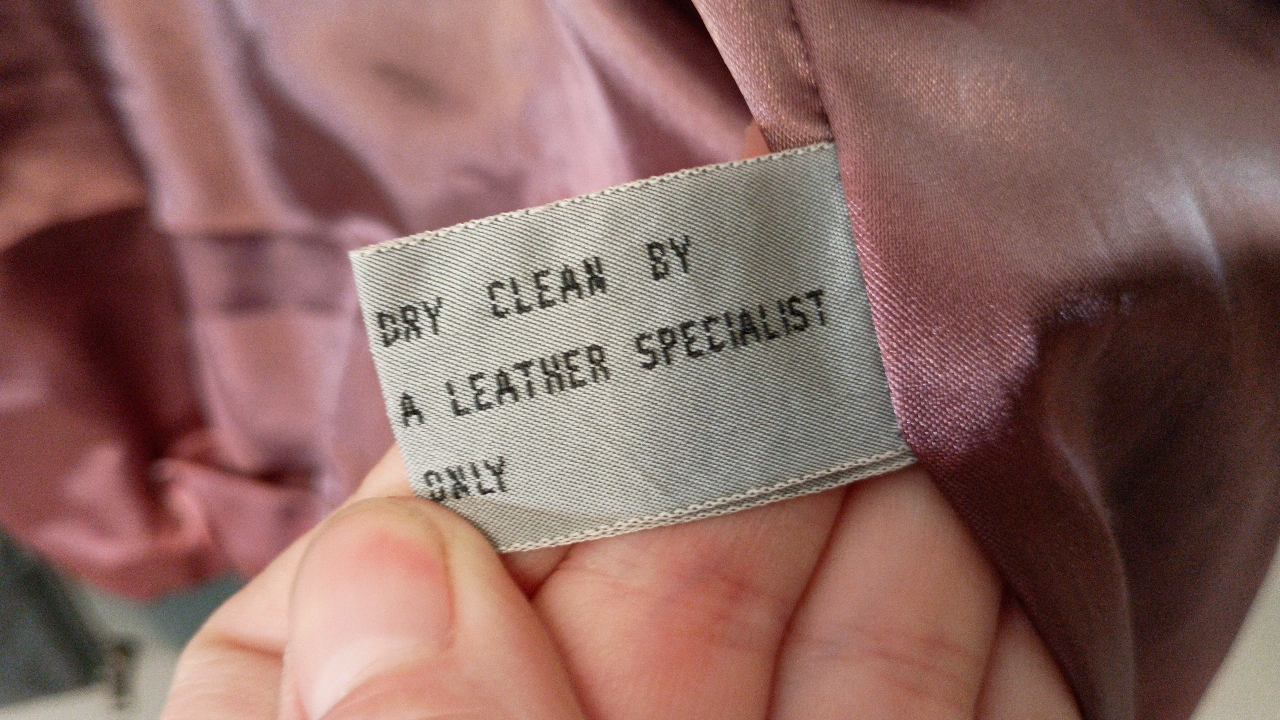 DRY CLEAN BY
A LEATHER SPECIALIST
ONLY